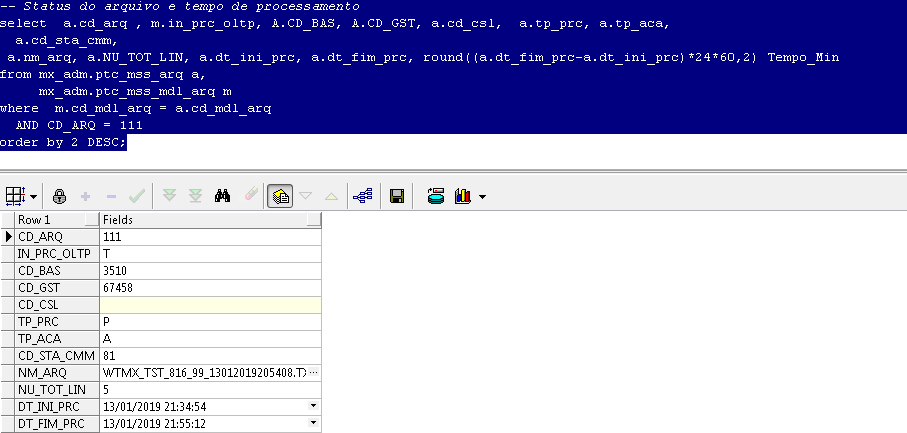 -- Status do arquivo e tempo de processamento
select  a.cd_arq , m.in_prc_oltp, A.CD_BAS, A.CD_GST, a.cd_csl,  a.tp_prc, a.tp_aca,
  a.cd_sta_cmm,
 a.nm_arq, a.NU_TOT_LIN, a.dt_ini_prc, a.dt_fim_prc, round((a.dt_fim_prc-a.dt_ini_prc)*24*60,2) Tempo_Min
from mx_adm.ptc_mss_arq a,
     mx_adm.ptc_mss_mdl_arq m
where  m.cd_mdl_arq = a.cd_mdl_arq
  AND CD_ARQ = 111
order by 2 DESC;
Row 1 Fields
CD_ARQ 111
IN_PRC_OLTP T
CD_BAS 3510
CD_GST 67458
CD_CSL
TP_PRC P
TP_ACA A
CD_STA_CMM 81
NM_ARQ WTMX_TST_816_99_13012019205408.TX ...
NU_TOT_LIN 5
DT_INI_PRC 13/01/2019 21:34:54
DT_FIM_PRC 13/01/2019 21:55:12